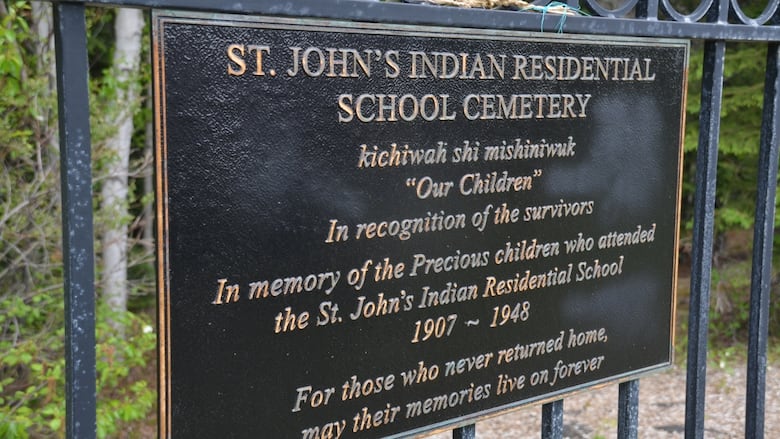 ST. JOHN'S INDIAN RESIDENTIAL
SCHOOL CEMETERY
kichiwah shi mishiniwuk
"Our Children"
In recognition of the survivors
In memory of the Precious children who attended
the St. John's Indian Residential School
1907 ~ 1948
For those who never returned home,
may their memories live on forever